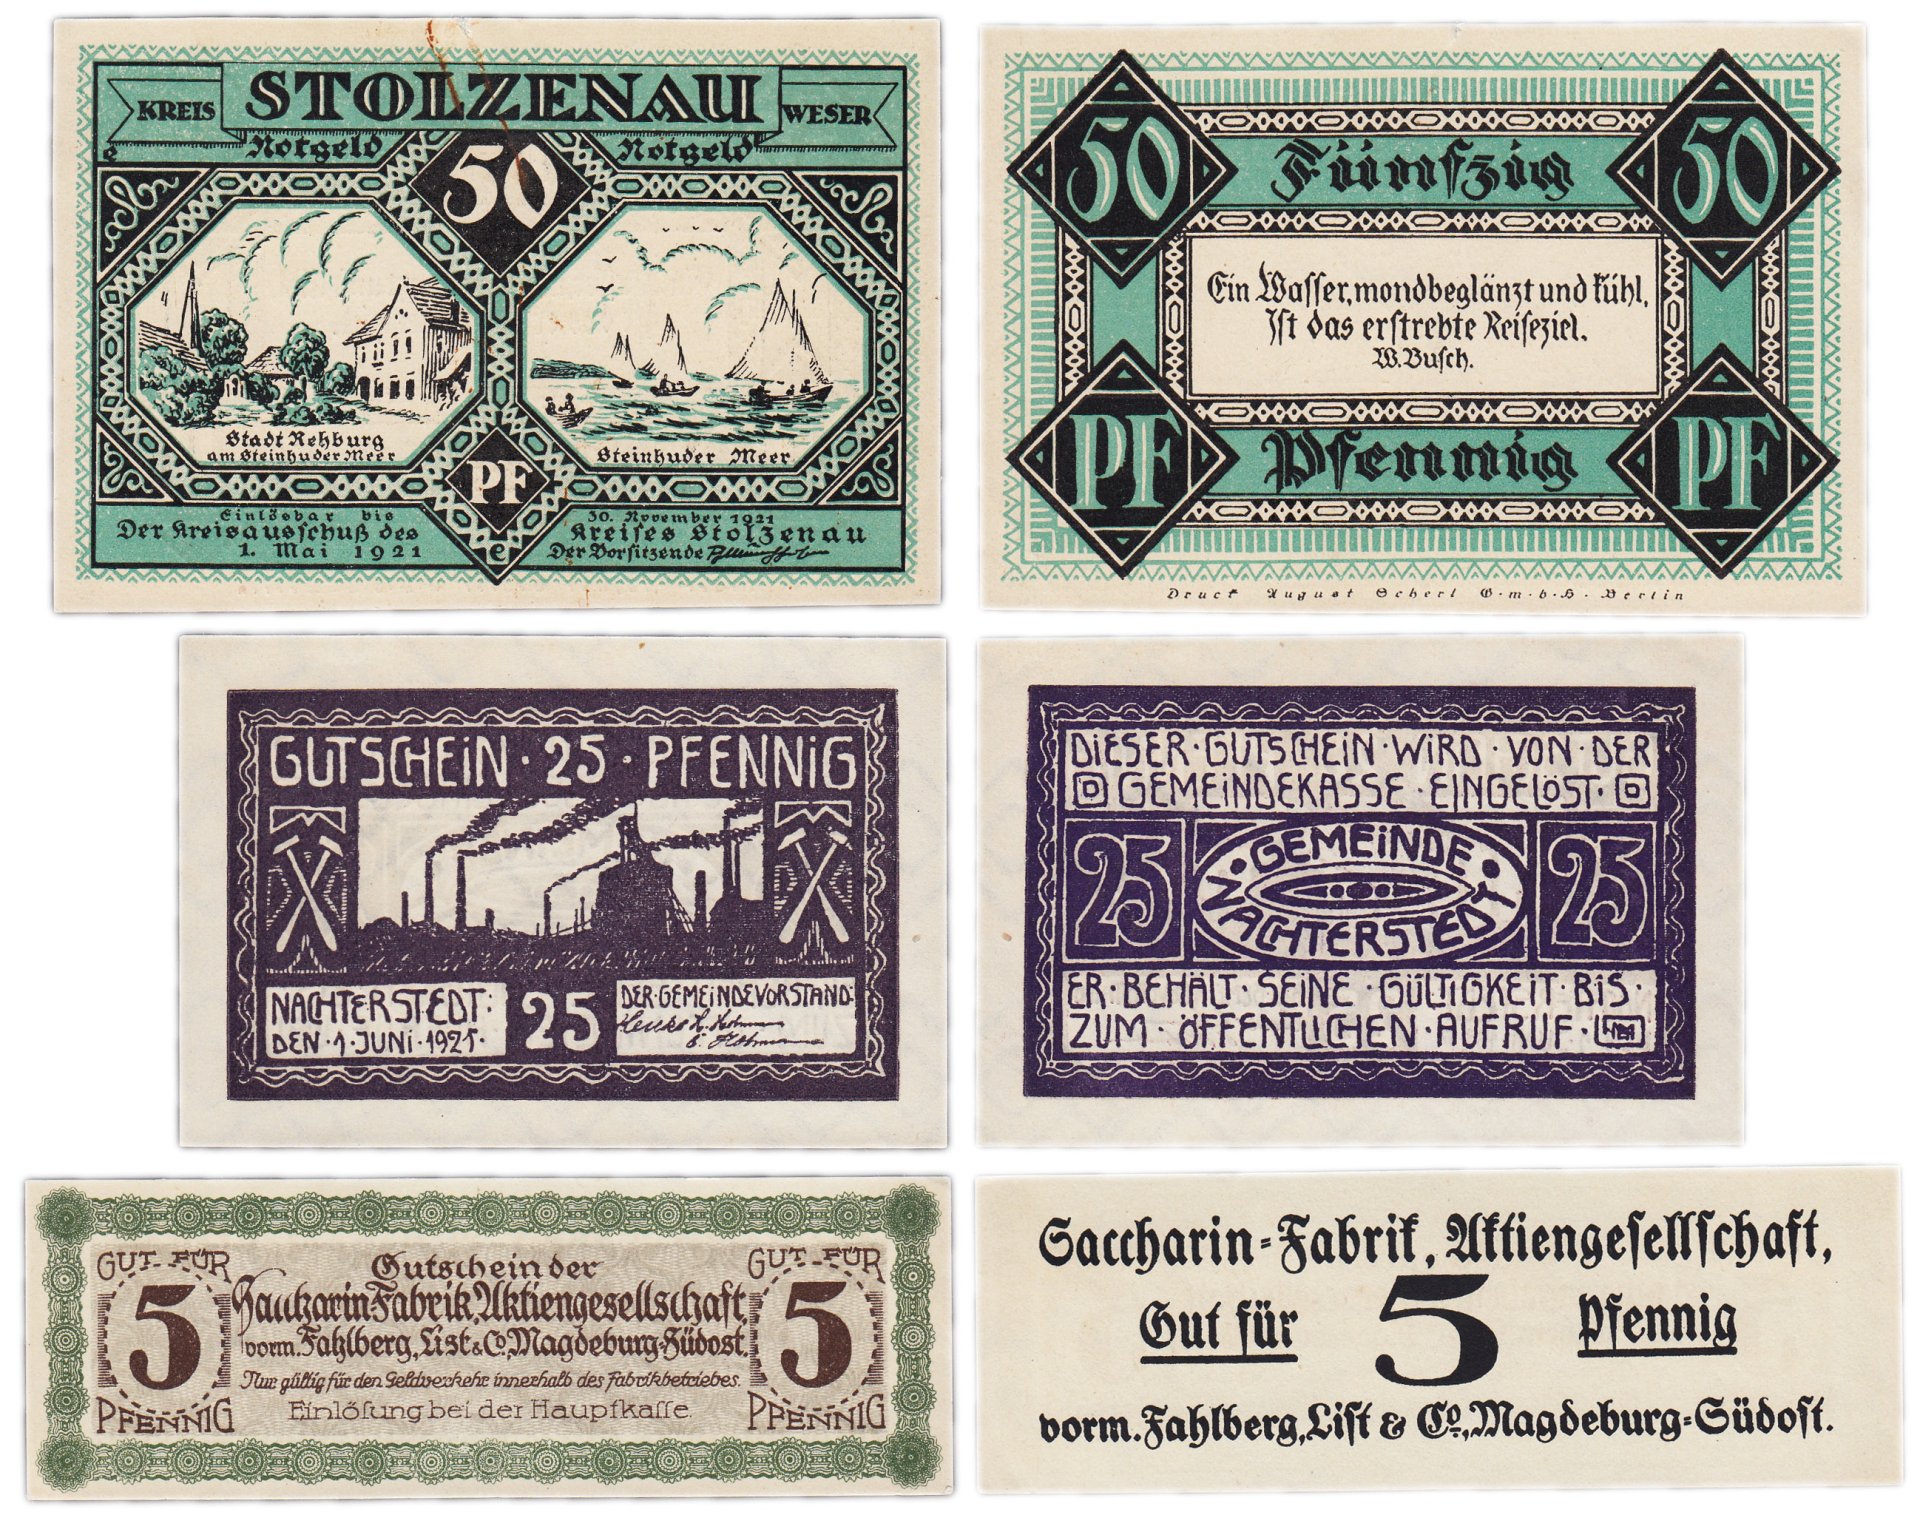 KREIS STOLZENAU WESER
Notgeld 50 Notgeld
e
Stadt Rehburg
am Steinhuder Meer
Steinhuder Meer
PF
Einlösbar bis 30. November 1921
Der Kreisausschuß des Kreises Stolzenau
1. Mai 1921 e Der Vorsitzende
50 Fünfzig 50
Ein Wasser, mondbeglänzt und kühl,
Ist das erstrebte Reiseziel.
W. Busch.
PF Pfennig PF
Druck August Scherl G·m·b·H· Berlin
GUTSCHEIN · 25 · PFENNIG
NACHTERSTEDT:
DEN · 1 · JUNI · 1921 ·
25
DER · GEMEINDEVORSTAND:
DIESER · GUTSCHEIN · WIRD · VON · DER
GEMEINDEKASSE · EINGELÖST ·
25 · GEMEINDE · 25
NACHTERSTEDT
ER · BEHÄLT · SEINE · GÜLTIGKEIT · BIS ·
ZUM · ÖFFENTLICHEN · AUFRUF ·
GUT FÜR
5
PFENNIG
Gutschein der
Saccharin-Fabrik, Aktiengesellschaft,
vorm. Fahlberg, List & Co., Magdeburg-Südost.
Nur gültig für den Geldverkehr innerhalb des Fabrikbetriebes.
Einlösung bei der Hauptkasse.
GUT FÜR
5
PFENNIG
Saccharin-Fabrik, Aktiengesellschaft,
Gut für 5 Pfennig
vorm. Fahlberg, List & Co., Magdeburg-Südost.